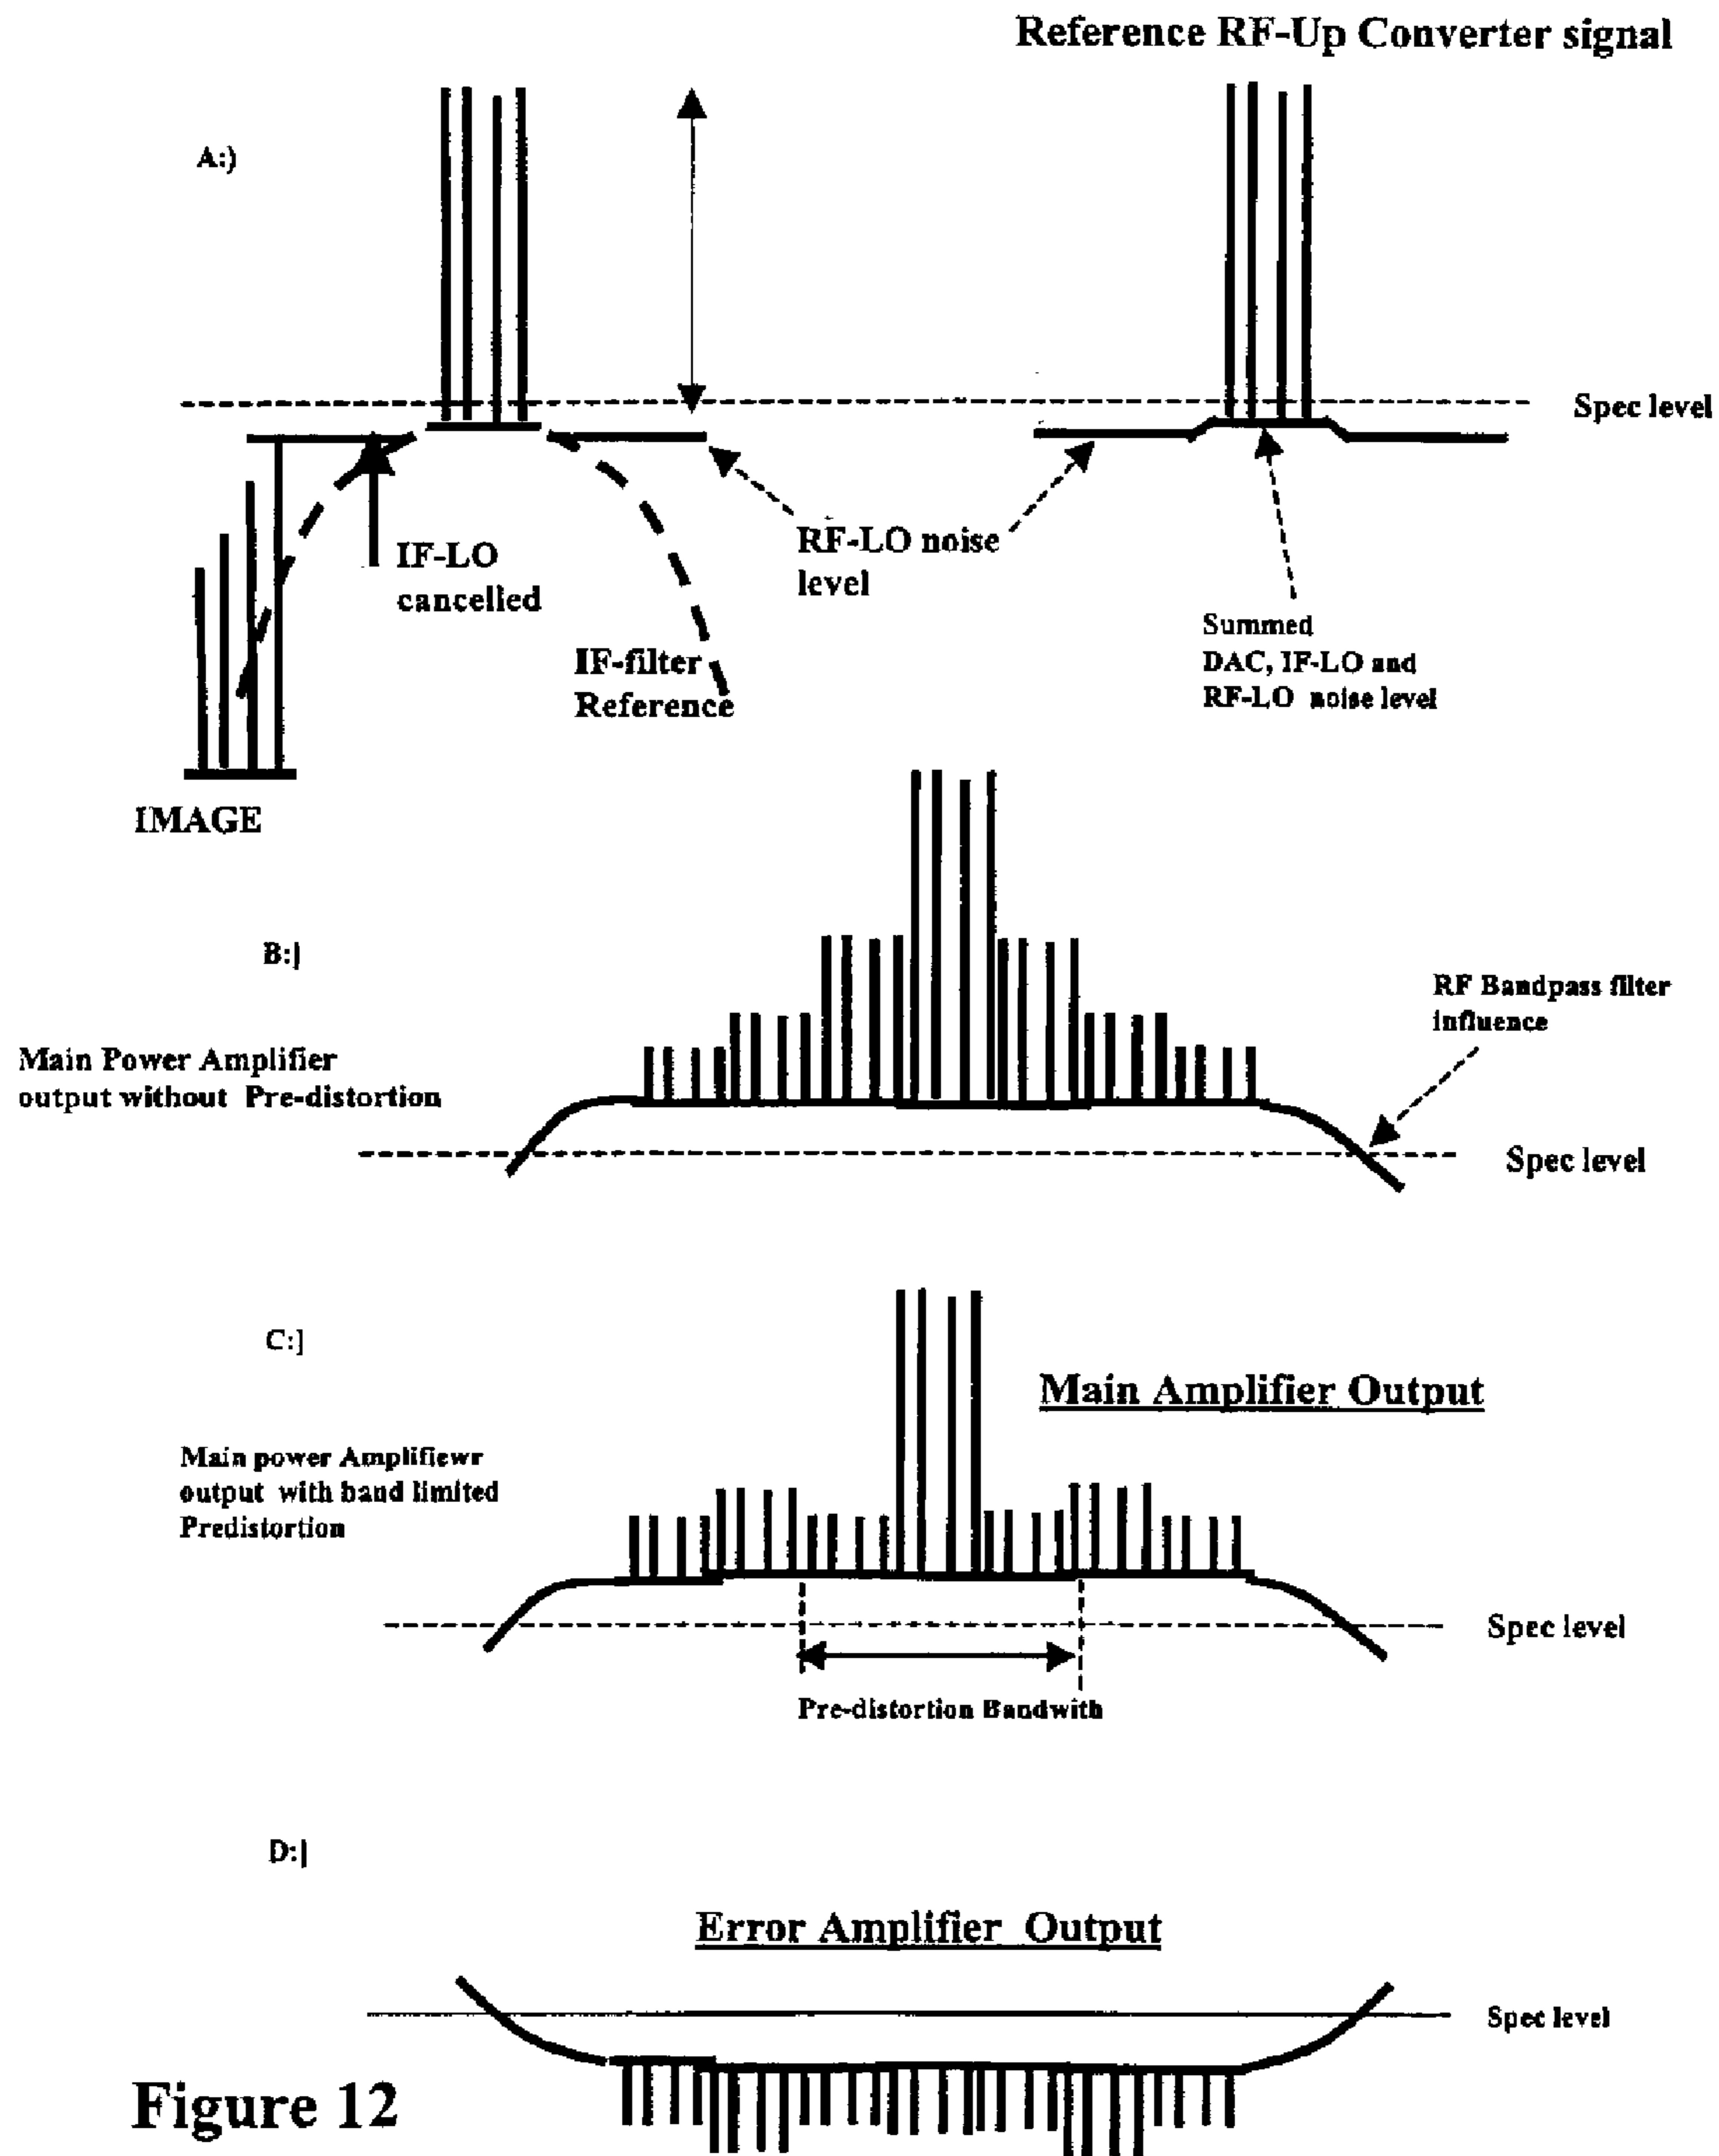 Reference RF-Up Converter signal
A:)
Spec level
IF-LO
cancelled
RF-LO noise
level
IF-filter
Reference
Summed
DAC, IF-LO and
RF-LO noise level
IMAGE
B:]
RF Bandpass filter
influence
Main Power Amplifier
output without Pre-distortion
Spec level
C:]
Main Amplifier Output
Main power Amplifiewr
output with band limited
Predistortion
Spec level
Pre-distortion Bandwith
D:]
Error Amplifier Output
Spec level
Figure 12